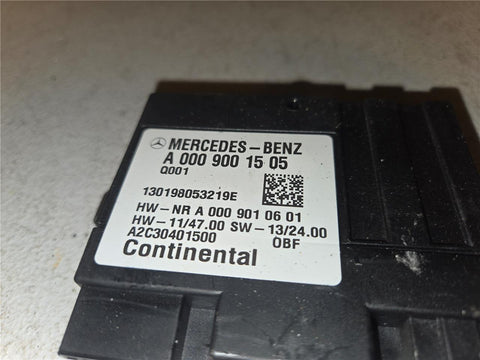 MERCEDES-BENZ
A 000 900 15 05
Q001
130198053219E
HW-NR A 000 901 06 01
HW-11/47.00 SW-13/24.00
A2C30401500 OBF
Continental